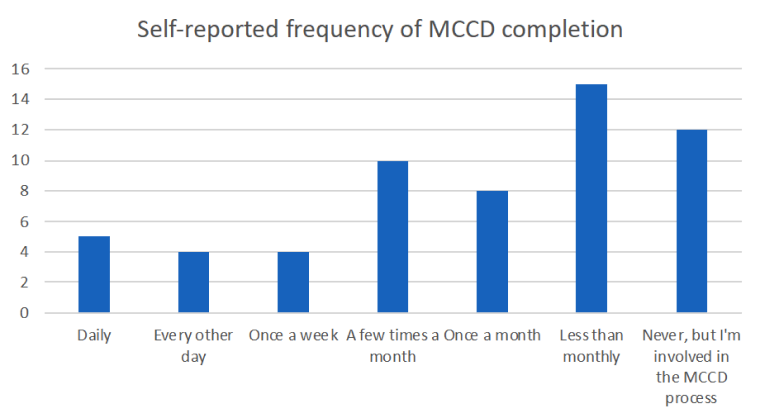 Self-reported frequency of MCCD completion
16
14
12
10
8
6
4
2
0
Daily
Every other
day
Once a week
A few times a
month
Once a month
Less than
monthly
Never, but I'm
involved in
the MCCD
process